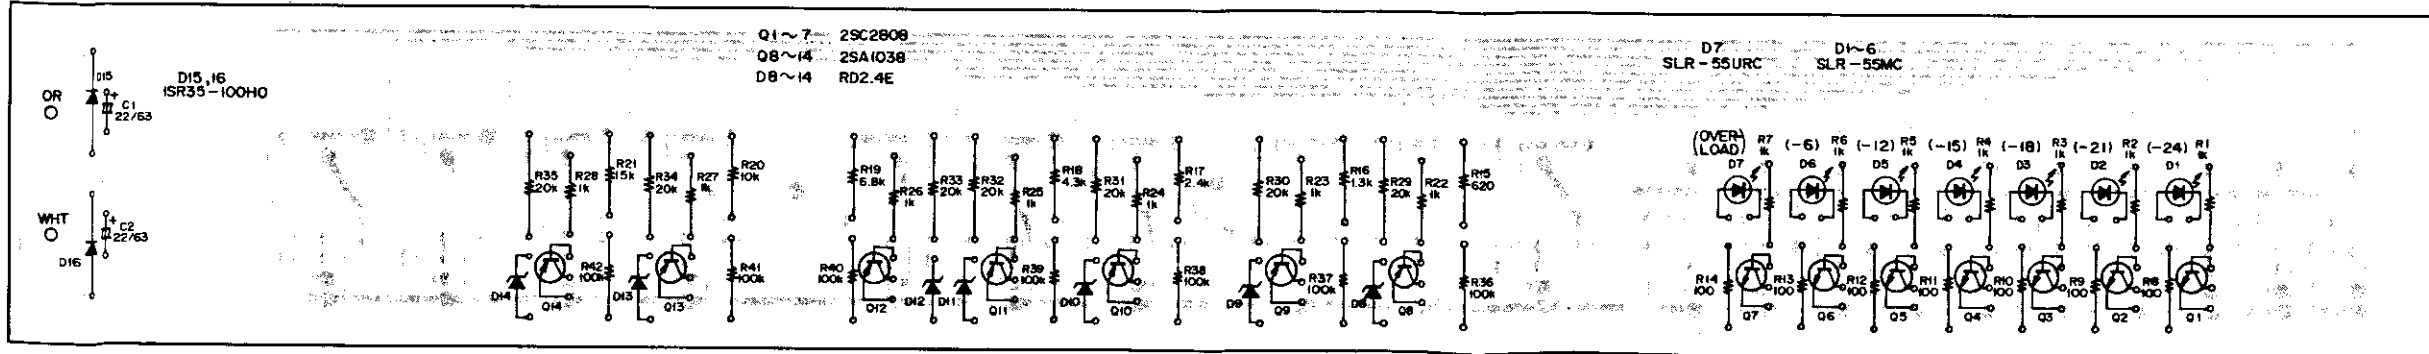 Q1~7 2SC2808
Q8~14 2SA1038
D8~14 RD2.4E
D7 SLR-55URC
D1~6 SLR-55MC
D15,16
1SR35-100HO
OR
D15
+
C1
22/63
WHT
+
C2
22/63
D16
R35 20k
R28 1k
R21 15k
R34 20k
R27 1k
R20 10k
R19 6.8k
R26 1k
R33 20k
R32 20k
R25 1k
R18 4.3k
R31 20k
R24 1k
R17 2.4k
R30 20k
R23 1k
R16 1.3k
R29 20k
R22 1k
R15 620
D14
Q14
R42 100k
D13
Q13
R41 100k
R40 100k
Q12
D12
D11
Q11
R39 100k
D10
Q10
R38 100k
D9
Q9
R37 100k
D8
Q8
R36 100k
(OVER LOAD) R7 1k
(-6) R6 1k
(-12) R5 1k
(-15) R4 1k
(-18) R3 1k
(-21) R2 1k
(-24) R1 1k
D7
D6
D5
D4
D3
D2
D1
R14 100
R13 100
R12 100
R11 100
R10 100
R9 100
R8 100
Q7
Q6
Q5
Q4
Q3
Q2
Q1